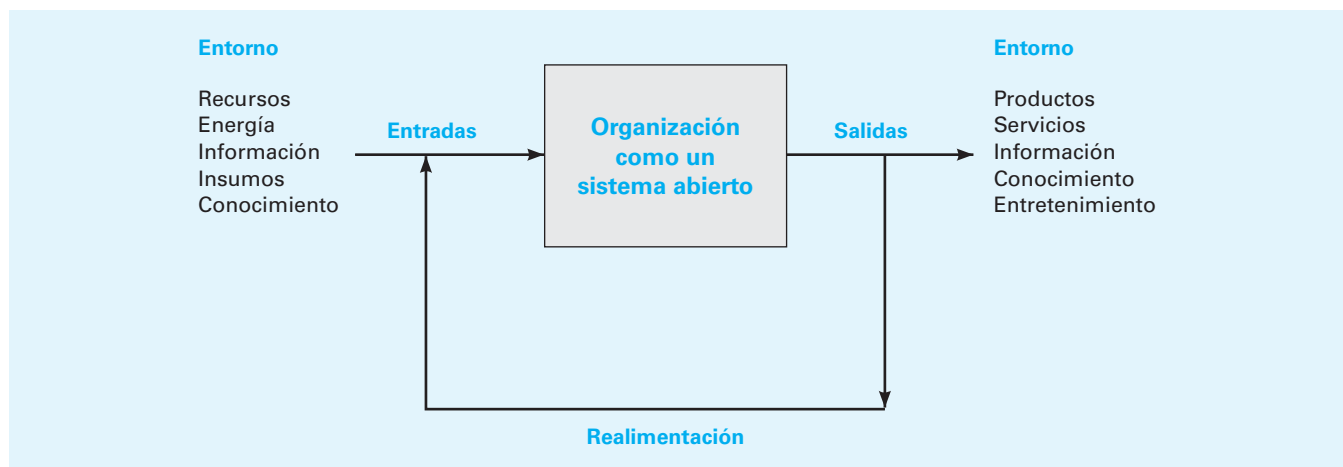 Entorno
Recursos
Energía
Información
Insumos
Conocimiento
Entradas
Organización
como un
sistema abierto
Salidas
Entorno
Productos
Servicios
Información
Conocimiento
Entretenimiento
Realimentación